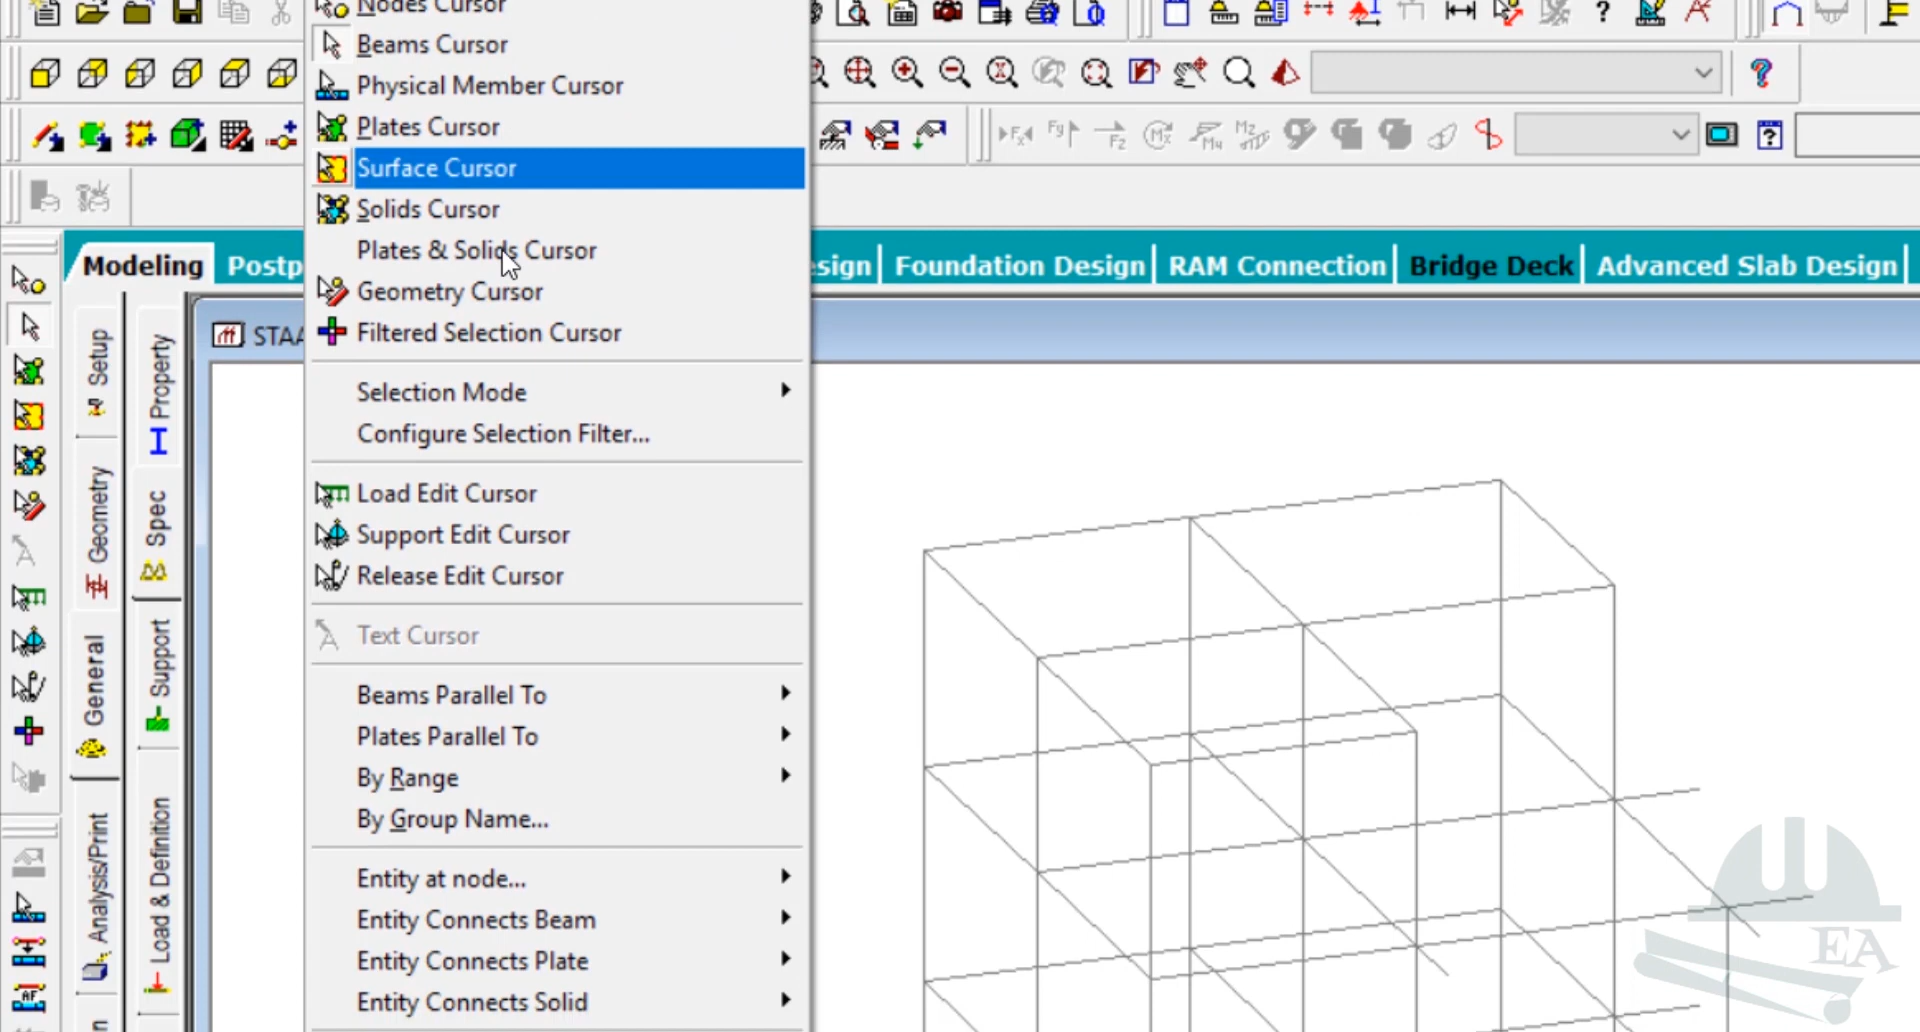 Nodes Cursor
Beams Cursor
Physical Member Cursor
Plates Cursor
Surface Cursor
Solids Cursor
Plates & Solids Cursor
Geometry Cursor
Filtered Selection Cursor
Selection Mode
Configure Selection Filter...
Load Edit Cursor
Support Edit Cursor
Release Edit Cursor
Text Cursor
Beams Parallel To
Plates Parallel To
By Range
By Group Name...
Entity at node...
Entity Connects Beam
Entity Connects Plate
Entity Connects Solid
Modeling
Postp
esign
Foundation Design
RAM Connection
Bridge Deck
Advanced Slab Design
STAA
Setup
Geometry
General
Analysis/Print
Property
Spec
Support
Load & Definition
EA